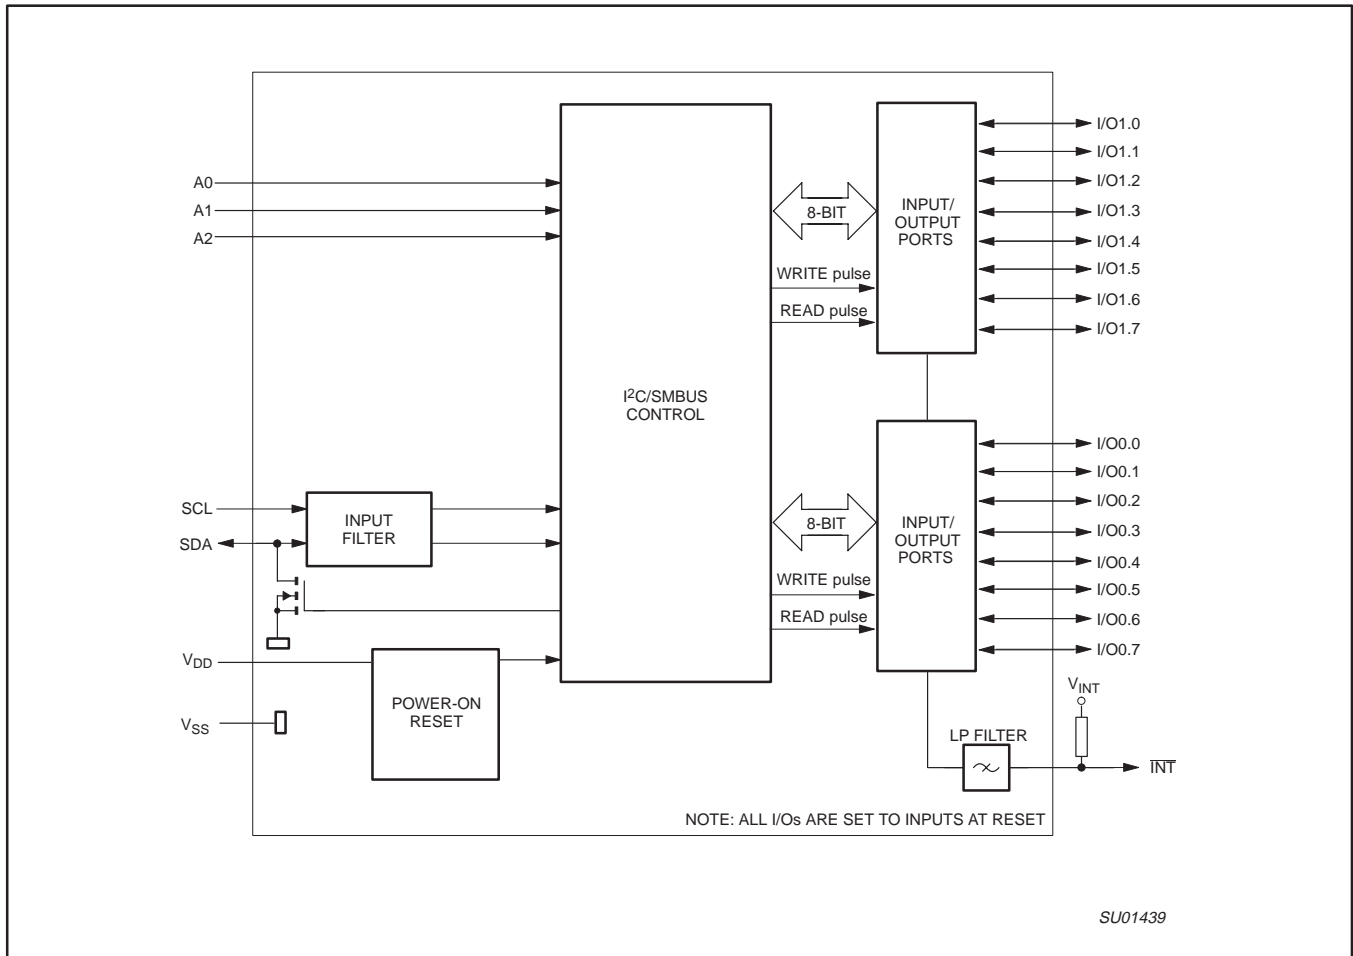 I/O1.0
I/O1.1
I/O1.2
I/O1.3
I/O1.4
I/O1.5
I/O1.6
I/O1.7
A0
A1
A2
8-BIT
INPUT/
OUTPUT
PORTS
WRITE pulse
READ pulse
I²C/SMBUS
CONTROL
SCL
SDA
INPUT
FILTER
8-BIT
INPUT/
OUTPUT
PORTS
WRITE pulse
READ pulse
I/O0.0
I/O0.1
I/O0.2
I/O0.3
I/O0.4
I/O0.5
I/O0.6
I/O0.7
VDD
VSS
POWER-ON
RESET
VINT
LP FILTER
INT
NOTE: ALL I/Os ARE SET TO INPUTS AT RESET
SU01439